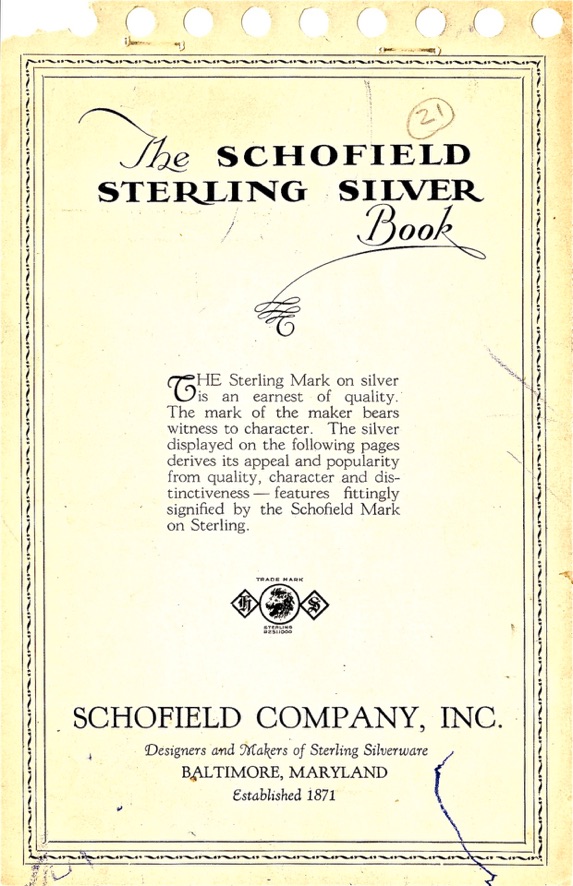 21
The SCHOFIELD
STERLING SILVER
Book
THE Sterling Mark on silver
is an earnest of quality.
The mark of the maker bears
witness to character. The silver
displayed on the following pages
derives its appeal and popularity
from quality, character and dis-
tinctiveness — features fittingly
signified by the Schofield Mark
on Sterling.
TRADE MARK
H S
STERLING
925/1000
SCHOFIELD COMPANY, INC.
Designers and Makers of Sterling Silverware
BALTIMORE, MARYLAND
Established 1871